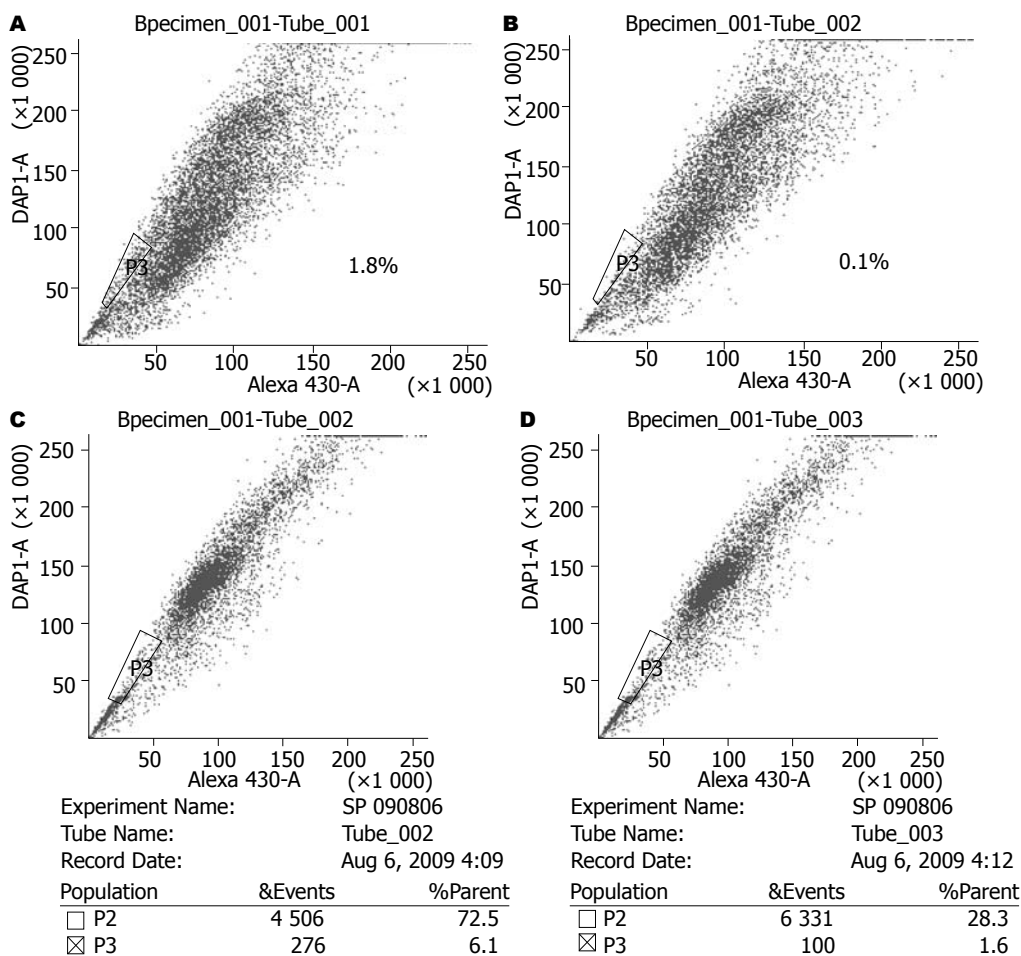 A
Bpecimen_001-Tube_001
DAP1-A (×1 000)
250
200
150
100
50
P3
1.8%
50 100 150 200 250
Alexa 430-A (×1 000)
B
Bpecimen_001-Tube_002
DAP1-A (×1 000)
250
200
150
100
50
P3
0.1%
50 100 150 200 250
Alexa 430-A (×1 000)
C
Bpecimen_001-Tube_002
DAP1-A (×1 000)
250
200
150
100
50
P3
50 100 150 200 250
Alexa 430-A (×1 000)
Experiment Name: SP 090806
Tube Name: Tube_002
Record Date: Aug 6, 2009 4:09
Population &Events %Parent
P2 4 506 72.5
P3 276 6.1
D
Bpecimen_001-Tube_003
DAP1-A (×1 000)
250
200
150
100
50
P3
50 100 150 200 250
Alexa 430-A (×1 000)
Experiment Name: SP 090806
Tube Name: Tube_003
Record Date: Aug 6, 2009 4:12
Population &Events %Parent
P2 6 331 28.3
P3 100 1.6